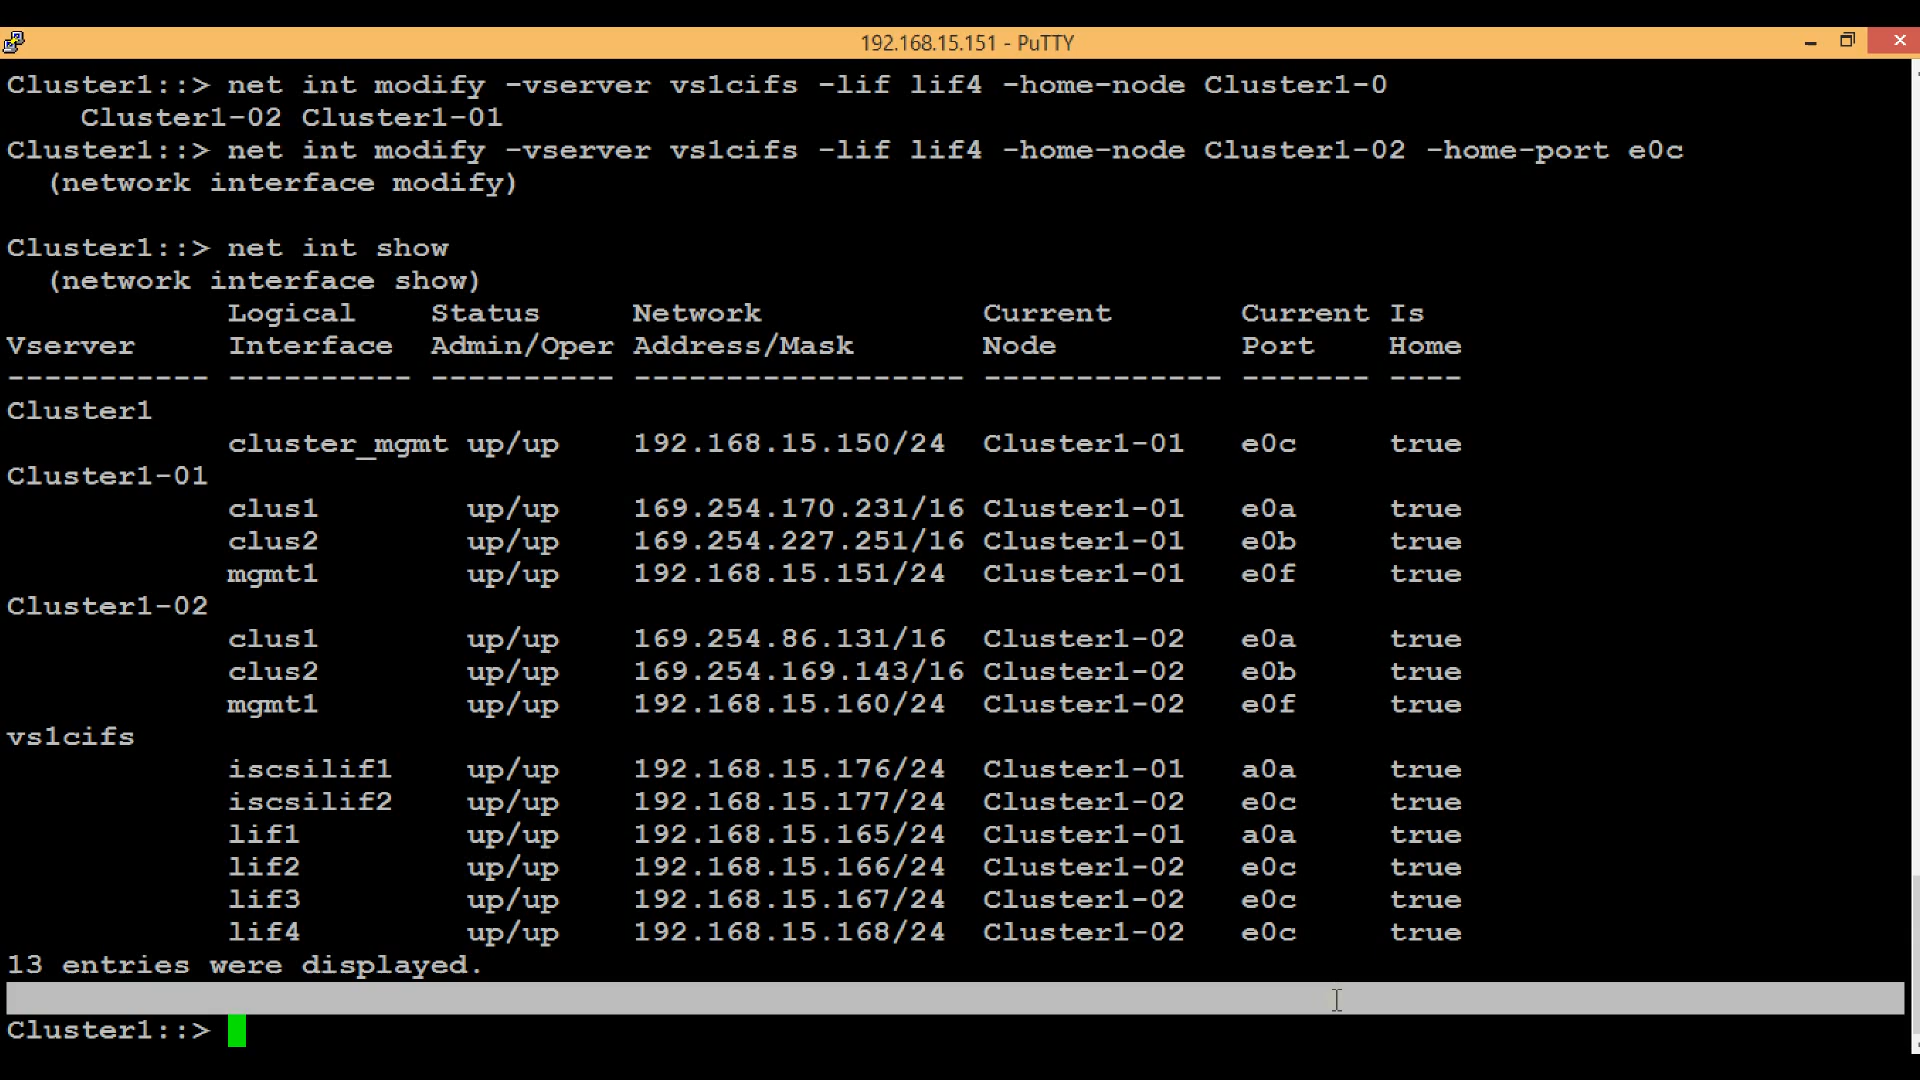 192.168.15.151 - PuTTY
Cluster1::> net int modify -vserver vs1cifs -lif lif4 -home-node Cluster1-0
    Cluster1-02 Cluster1-01
Cluster1::> net int modify -vserver vs1cifs -lif lif4 -home-node Cluster1-02 -home-port e0c
  (network interface modify)
Cluster1::> net int show
  (network interface show)
            Logical    Status     Network            Current       Current Is
Vserver     Interface  Admin/Oper Address/Mask       Node          Port    Home
----------- ---------- ---------- ------------------ ------------- ------- ----
Cluster1
            cluster_mgmt up/up    192.168.15.150/24  Cluster1-01   e0c     true
Cluster1-01
            clus1        up/up    169.254.170.231/16 Cluster1-01   e0a     true
            clus2        up/up    169.254.227.251/16 Cluster1-01   e0b     true
            mgmt1        up/up    192.168.15.151/24  Cluster1-01   e0f     true
Cluster1-02
            clus1        up/up    169.254.86.131/16  Cluster1-02   e0a     true
            clus2        up/up    169.254.169.143/16 Cluster1-02   e0b     true
            mgmt1        up/up    192.168.15.160/24  Cluster1-02   e0f     true
vs1cifs
            iscsilif1    up/up    192.168.15.176/24  Cluster1-01   a0a     true
            iscsilif2    up/up    192.168.15.177/24  Cluster1-02   e0c     true
            lif1         up/up    192.168.15.165/24  Cluster1-01   a0a     true
            lif2         up/up    192.168.15.166/24  Cluster1-02   e0c     true
            lif3         up/up    192.168.15.167/24  Cluster1-02   e0c     true
            lif4         up/up    192.168.15.168/24  Cluster1-02   e0c     true
13 entries were displayed.
Cluster1::>